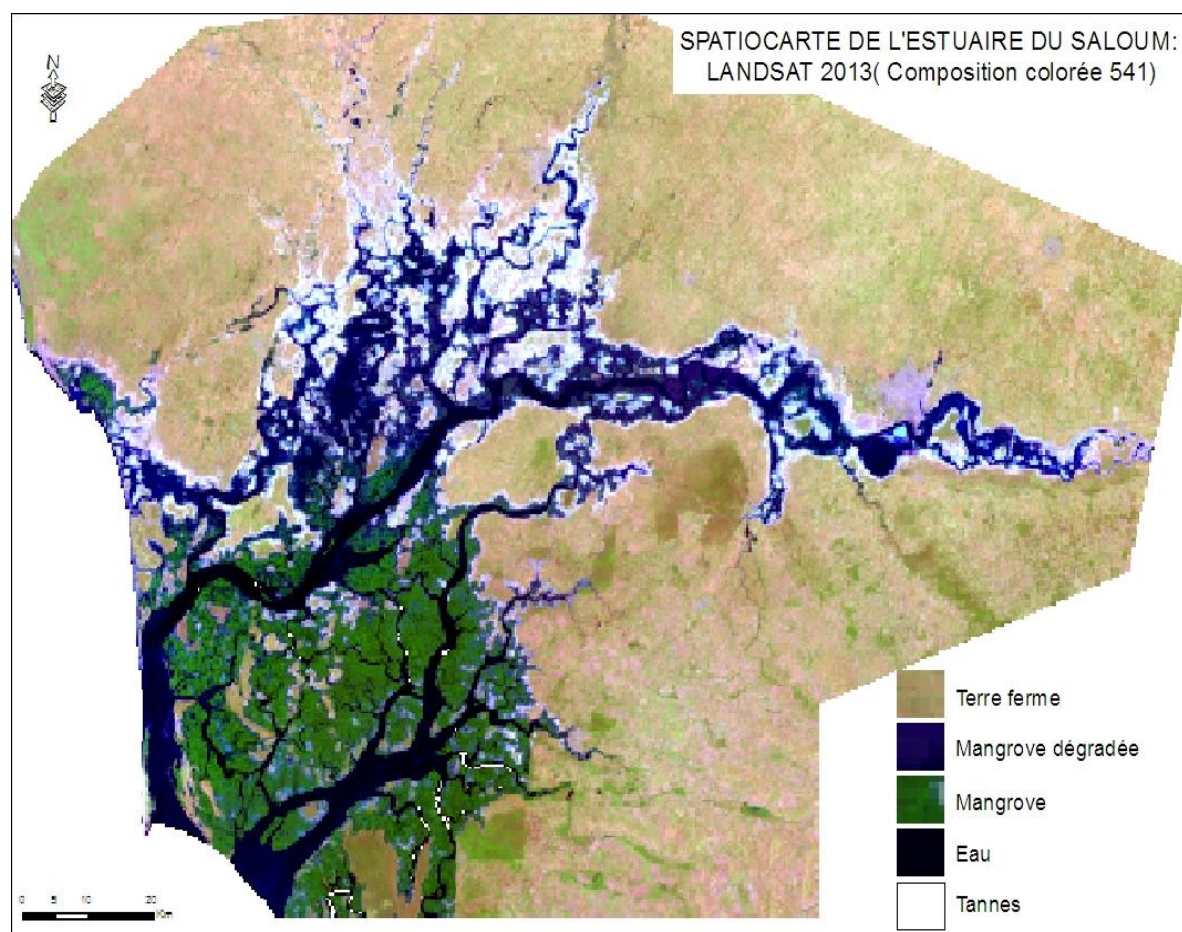 SPATIOCARTE DE L'ESTUAIRE DU SALOUM:
LANDSAT 2013( Composition colorée 541)
N
Terre ferme
Mangrove dégradée
Mangrove
Eau
Tannes
0 5 10 20
Km